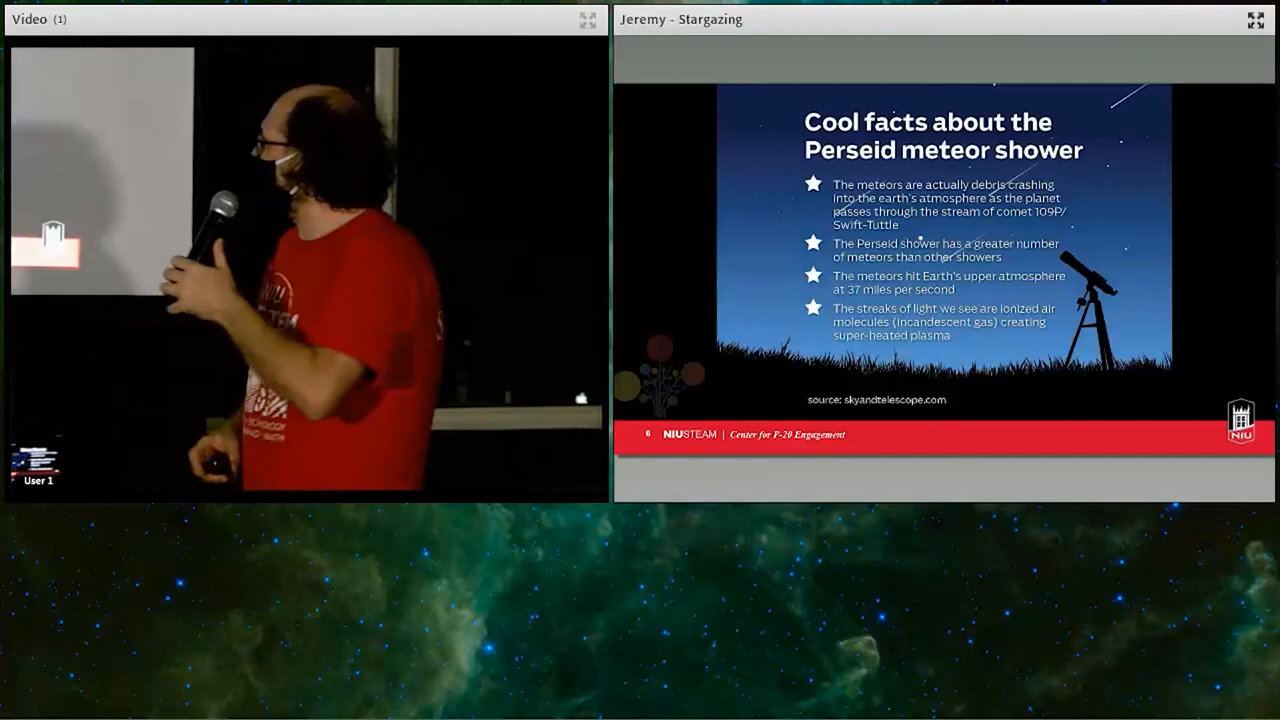 Video (1)
Jeremy - Stargazing
Cool facts about the
Perseid meteor shower
The meteors are actually debris crashing
into the earth's atmosphere as the planet
passes through the stream of comet 109P/
Swift-Tuttle
The Perseid shower has a greater number
of meteors than other showers
The meteors hit Earth's upper atmosphere
at 37 miles per second
The streaks of light we see are ionized air
molecules (incandescent gas) creating
super-heated plasma
source: skyandtelescope.com
6 NIUSTEAM | Center for P-20 Engagement
NIU
NIU
User 1